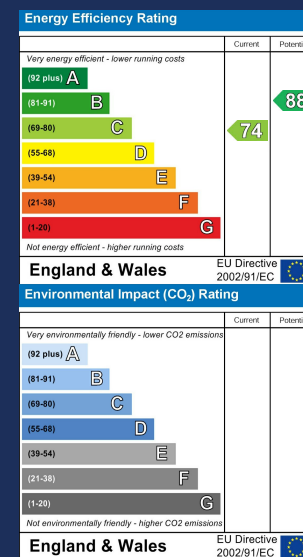 Energy Efficiency Rating
Current Potenti
Very energy efficient - lower running costs
(92 plus) A
(81-91) B
(69-80) C
(55-68) D
(39-54) E
(21-38) F
(1-20) G
74
88
Not energy efficient - higher running costs
England & Wales
EU Directive
2002/91/EC
Environmental Impact (CO₂) Rating
Current Potenti
Very environmentally friendly - lower CO2 emissions
(92 plus) A
(81-91) B
(69-80) C
(55-68) D
(39-54) E
(21-38) F
(1-20) G
Not environmentally friendly - higher CO2 emissions
England & Wales
EU Directive
2002/91/EC